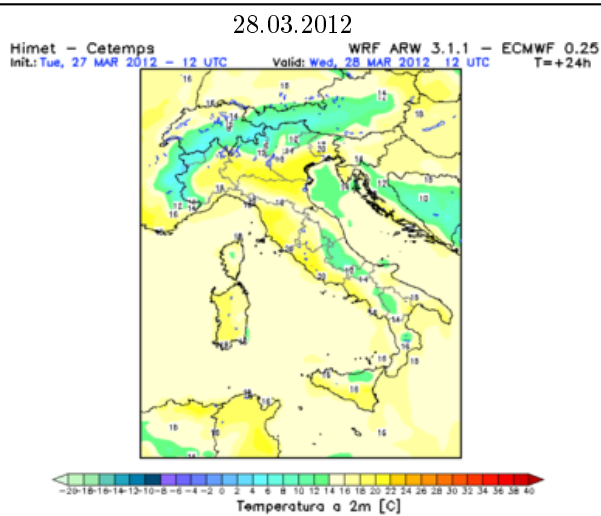 28.03.2012
Himet - Cetemps WRF ARW 3.1.1 - ECMWF 0.25
Init.: Tue, 27 MAR 2012 - 12 UTC Valid: Wed, 28 MAR 2012 12 UTC T=+24h
-20-18-16-14-12-10-8 -6 -4 -2 0 2 4 6 8 10 12 14 16 18 20 22 24 26 28 30 32 34 36 38 40
Temperatura a 2m [C]